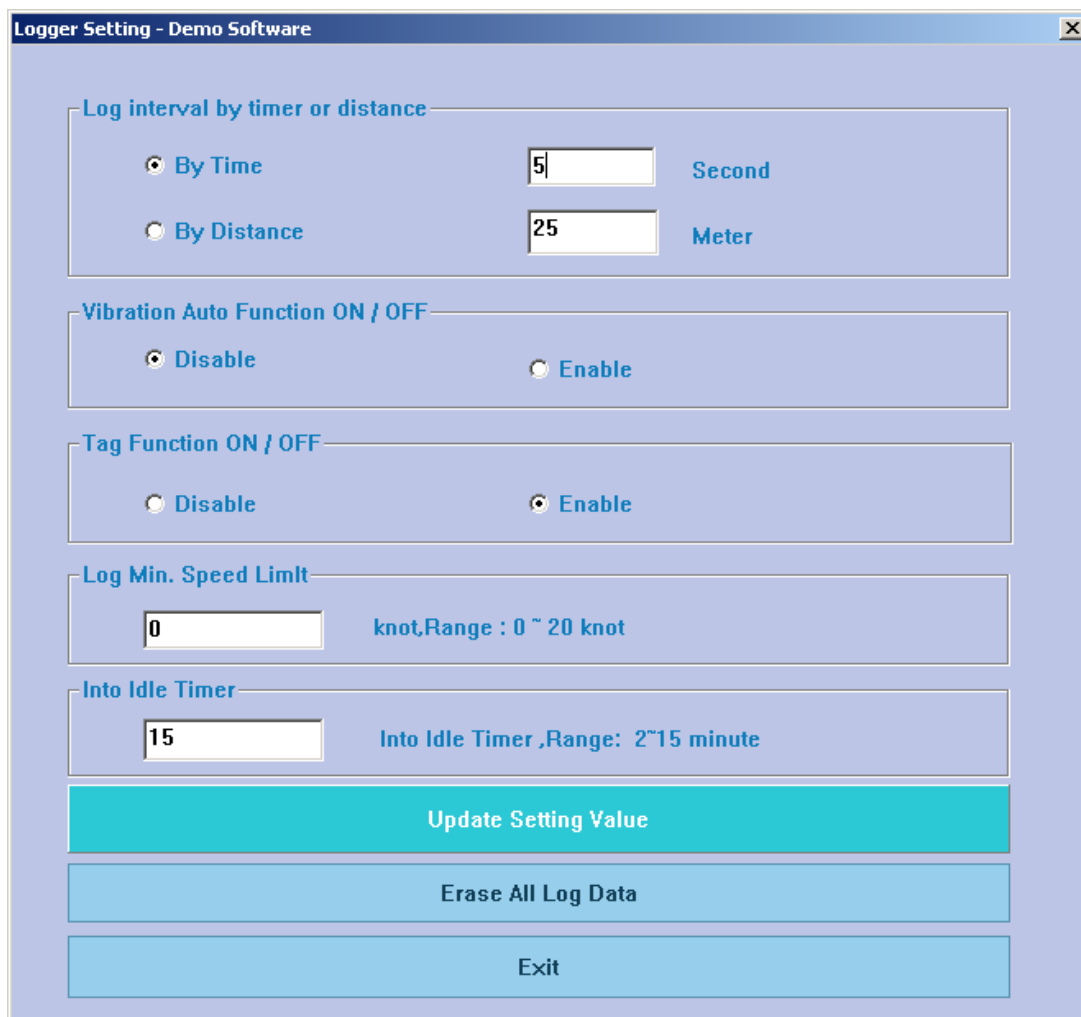 Logger Setting - Demo Software
Log interval by timer or distance
By Time 5 Second
By Distance 25 Meter
Vibration Auto Function ON / OFF
Disable Enable
Tag Function ON / OFF
Disable Enable
Log Min. Speed LimIt
0 knot,Range : 0 ~ 20 knot
Into Idle Timer
15 Into Idle Timer ,Range: 2~15 minute
Update Setting Value
Erase All Log Data
Exit